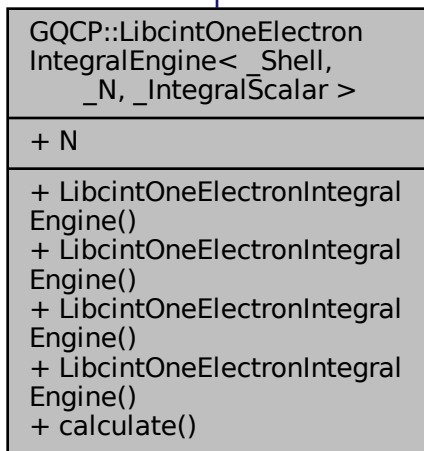 GQCP::LibcintOneElectron
IntegralEngine< _Shell,
_N, _IntegralScalar >
+ N
+ LibcintOneElectronIntegral
Engine()
+ LibcintOneElectronIntegral
Engine()
+ LibcintOneElectronIntegral
Engine()
+ LibcintOneElectronIntegral
Engine()
+ calculate()